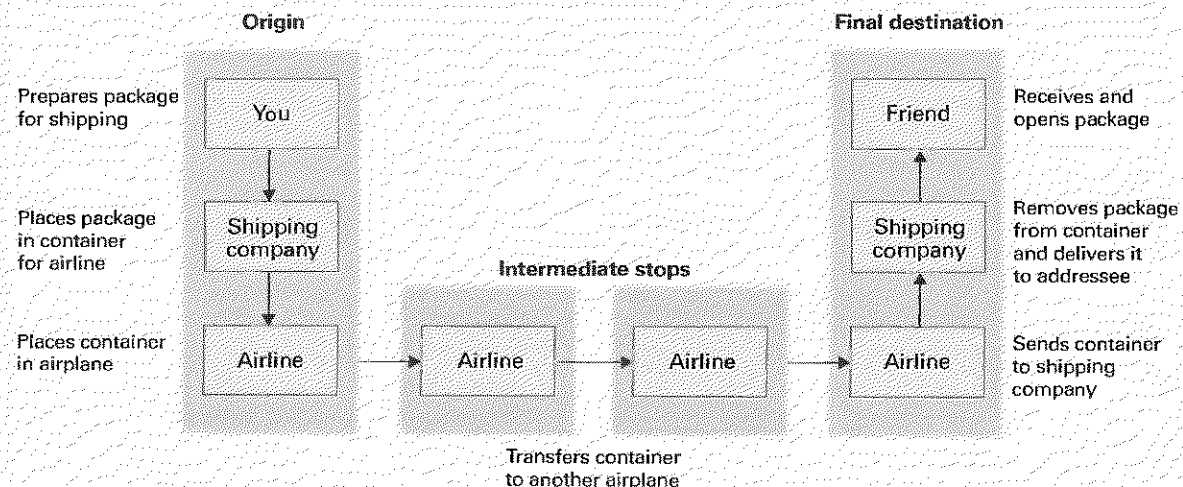 Origin
Final destination
Prepares package
for shipping
You
Friend
Receives and
opens package
Places package
in container
for airline
Shipping
company
Shipping
company
Removes package
from container
and delivers it
to addressee
Intermediate stops
Places container
in airplane
Airline
Airline
Airline
Airline
Sends container
to shipping
company
Transfers container
to another airplane